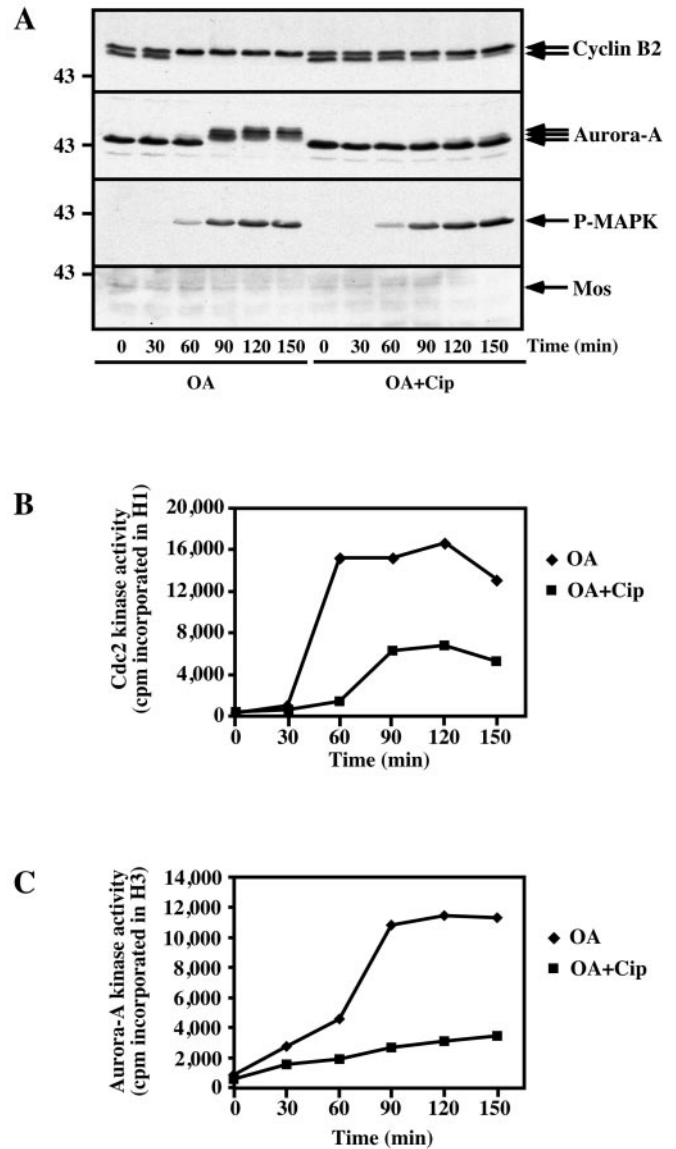 A
43
Cyclin B2
43
Aurora-A
43
P-MAPK
43
Mos
0 30 60 90 120 150 0 30 60 90 120 150 Time (min)
OA OA+Cip
B
Cdc2 kinase activity
(cpm incorporated in H1)
20,000
16,000
12,000
8,000
4,000
0
0 30 60 90 120 150
Time (min)
OA
OA+Cip
C
Aurora-A kinase activity
(cpm incorporated in H3)
14,000
12,000
10,000
8,000
6,000
4,000
2,000
0
0 30 60 90 120 150
Time (min)
OA
OA+Cip